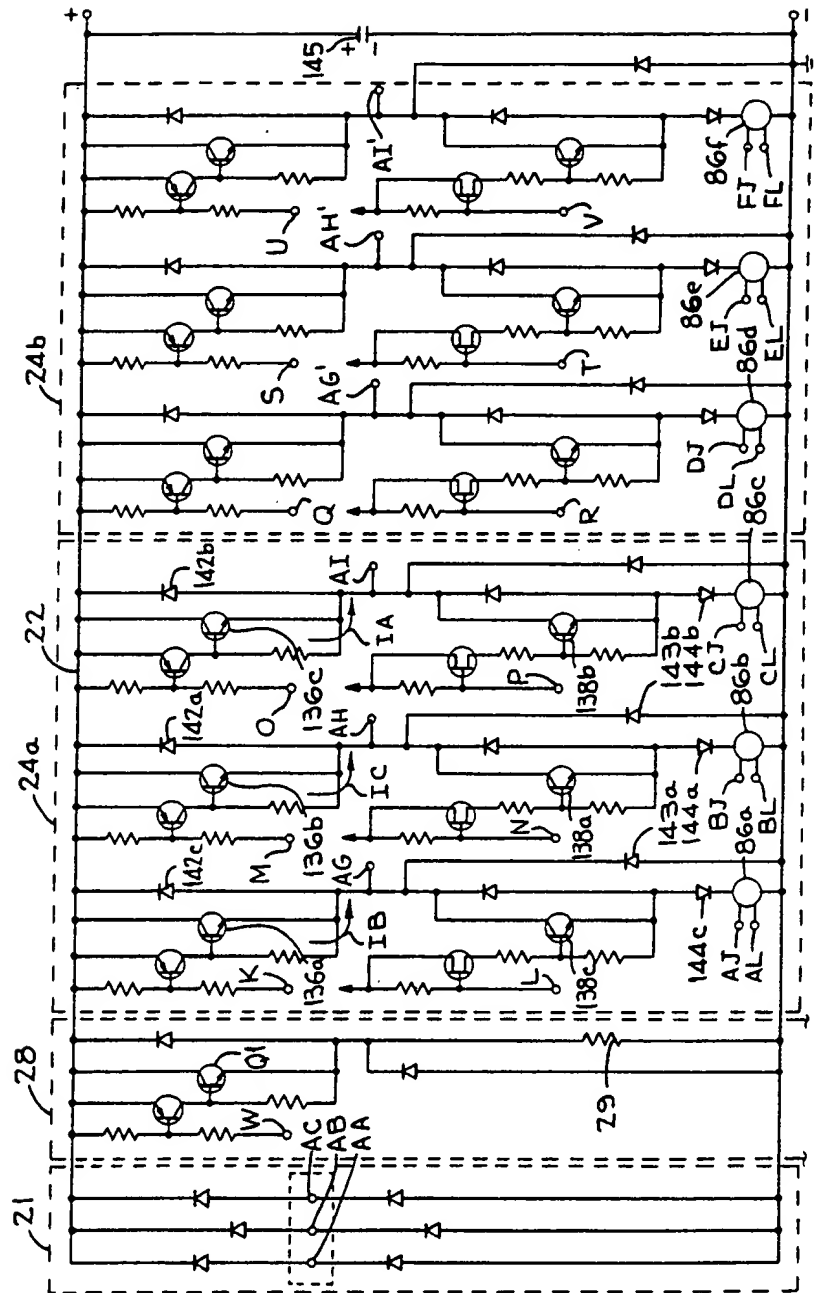 +
−
145
+
−
24b
22
24a
28
21
142b
142a
142c
Q1
AI'
AH'
AG'
AI
AH
AG
U
S
Q
O
M
K
W
136c
136b
136a
IA
IC
IB
AC
AB
AA
V
T
R
P
N
L
138b
138a
138c
29
143b
144b
143a
144a
144c
86f
86e
86d
86c
86b
86a
FJ
FL
EJ
EL
DJ
DL
CJ
CL
BJ
BL
AJ
AL